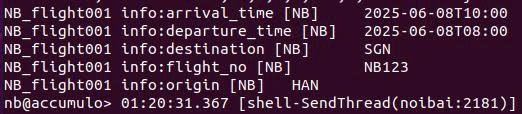 NB_flight001 info:arrival_time [NB] 2025-06-08T10:00
NB_flight001 info:departure_time [NB] 2025-06-08T08:00
NB_flight001 info:destination [NB] SGN
NB_flight001 info:flight_no [NB] NB123
NB_flight001 info:origin [NB] HAN
nb@accumulo> 01:20:31.367 [shell-SendThread(noibai:2181)]